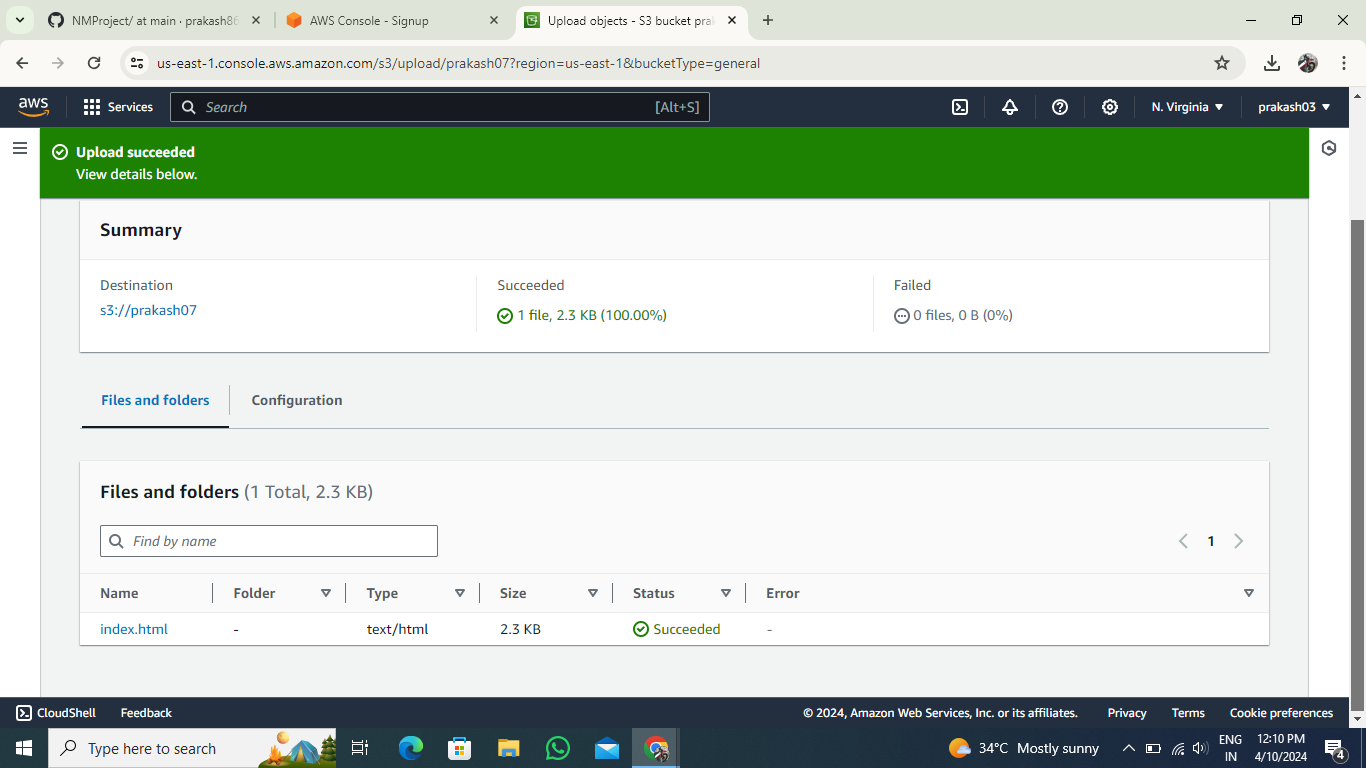 NMProject/ at main · prakash86
AWS Console - Signup
Upload objects - S3 bucket pra
us-east-1.console.aws.amazon.com/s3/upload/prakash07?region=us-east-1&bucketType=general
aws
Services
Search
[Alt+S]
N. Virginia
prakash03
Upload succeeded
View details below.
Summary
Destination
s3://prakash07
Succeeded
1 file, 2.3 KB (100.00%)
Failed
0 files, 0 B (0%)
Files and folders
Configuration
Files and folders (1 Total, 2.3 KB)
Find by name
1
Name Folder Type Size Status Error
index.html - text/html 2.3 KB Succeeded -
CloudShell Feedback
© 2024, Amazon Web Services, Inc. or its affiliates.
Privacy Terms Cookie preferences
Type here to search
34°C Mostly sunny
ENG
IN
12:10 PM
4/10/2024
4